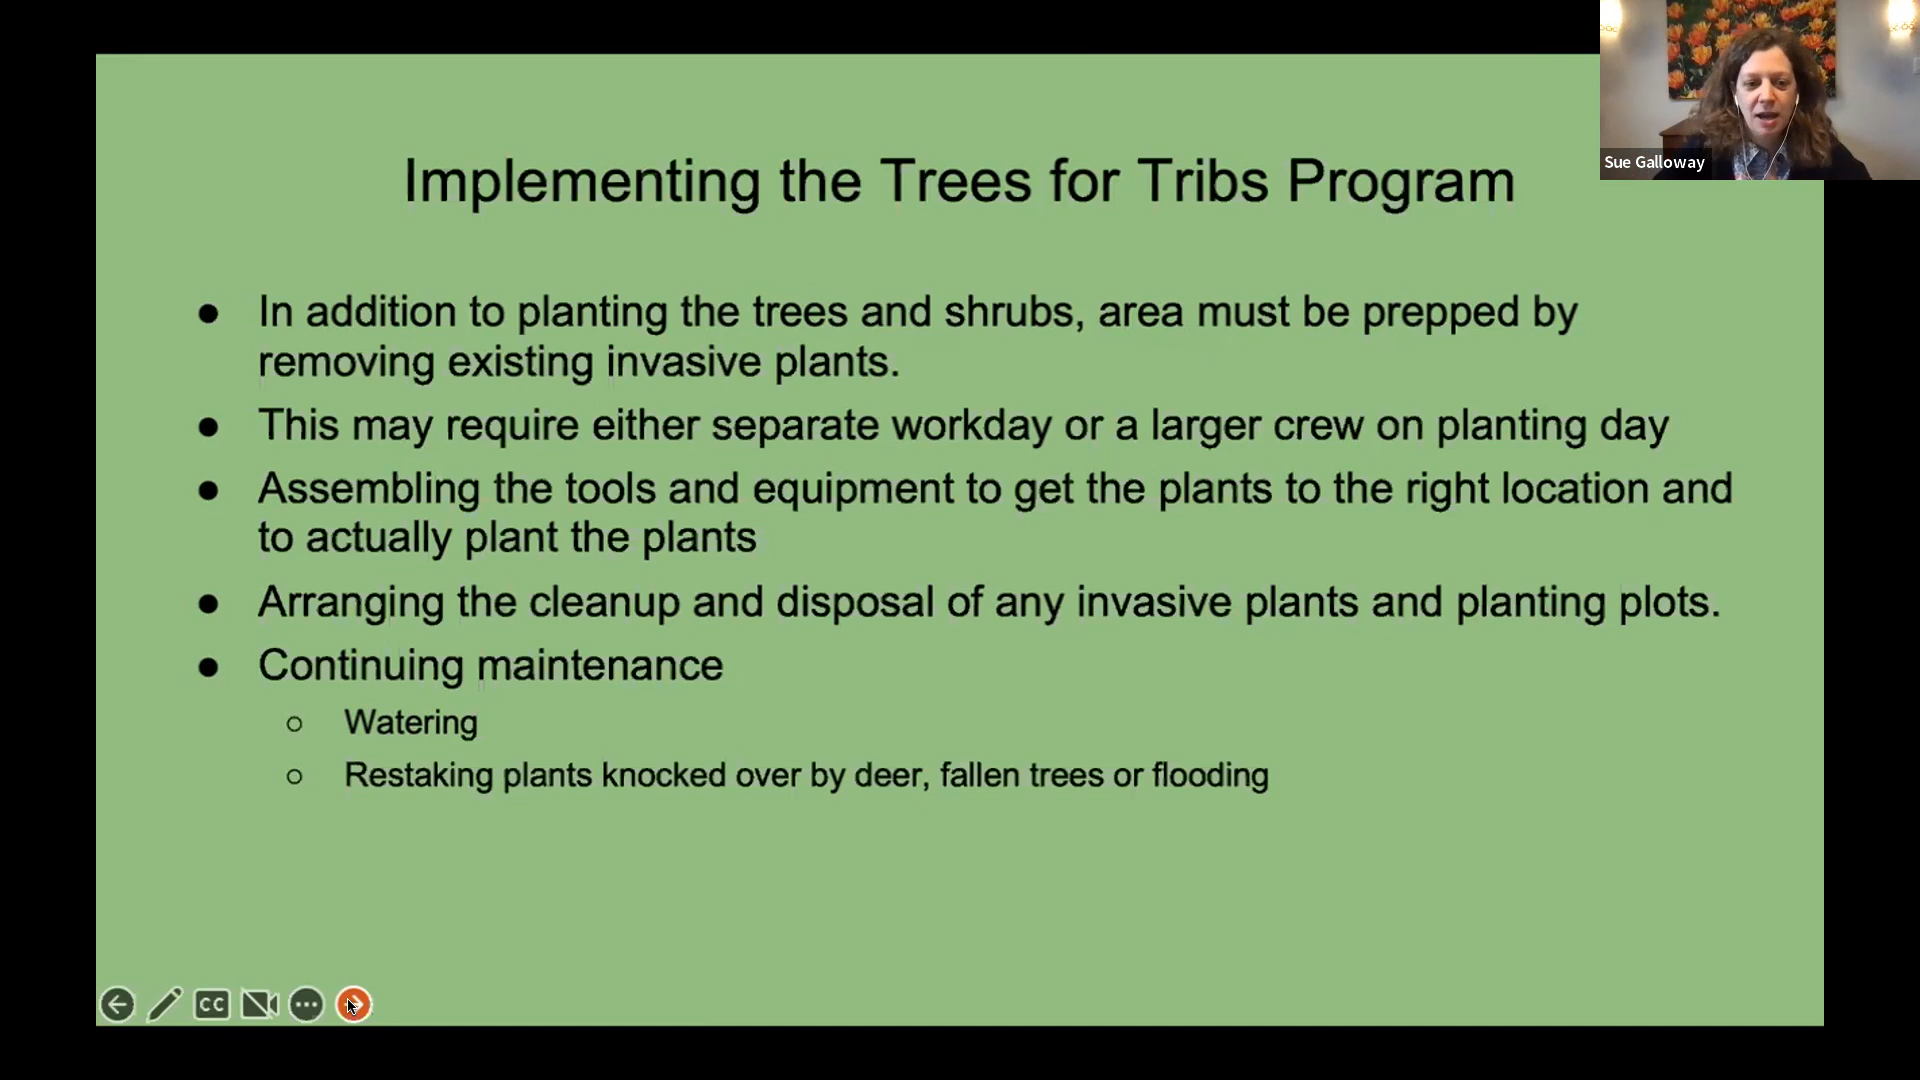 Sue Galloway
Implementing the Trees for Tribs Program
● In addition to planting the trees and shrubs, area must be prepped by
removing existing invasive plants.
● This may require either separate workday or a larger crew on planting day
● Assembling the tools and equipment to get the plants to the right location and
to actually plant the plants
● Arranging the cleanup and disposal of any invasive plants and planting plots.
● Continuing maintenance
○ Watering
○ Restaking plants knocked over by deer, fallen trees or flooding
CC